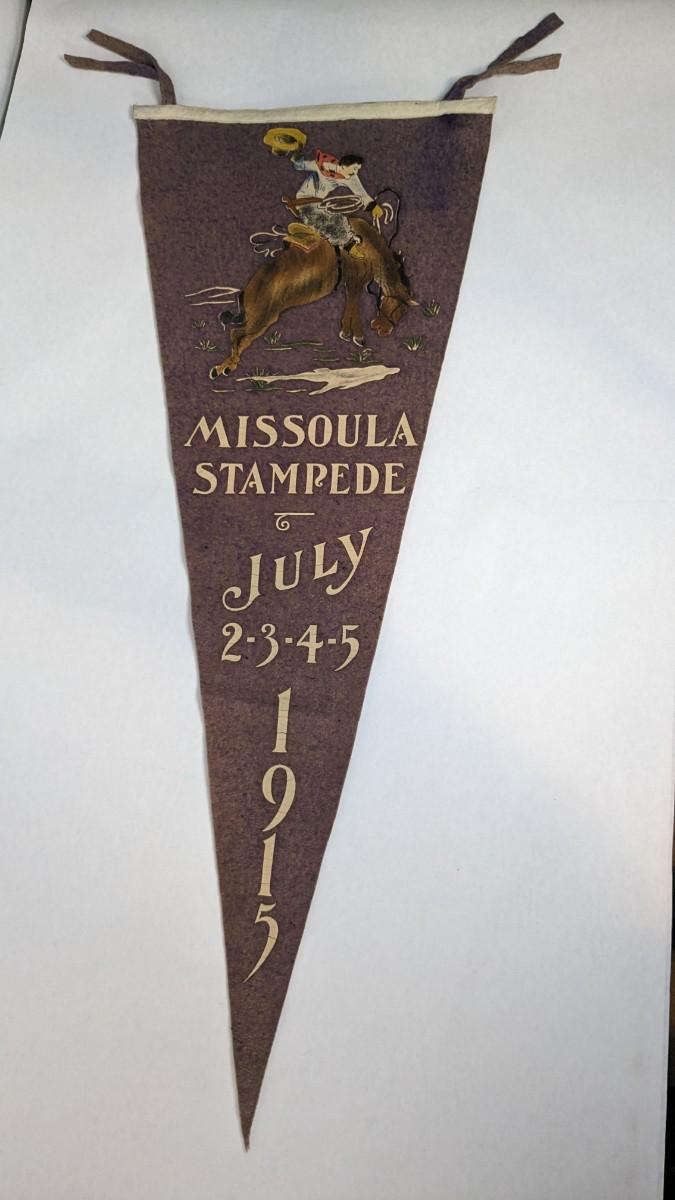 MISSOULA
STAMPEDE
JULY
2-3-4-5
1915